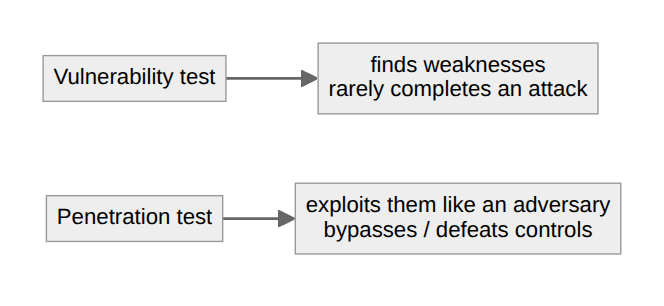 Vulnerability test
finds weaknesses
rarely completes an attack
Penetration test
exploits them like an adversary
bypasses / defeats controls